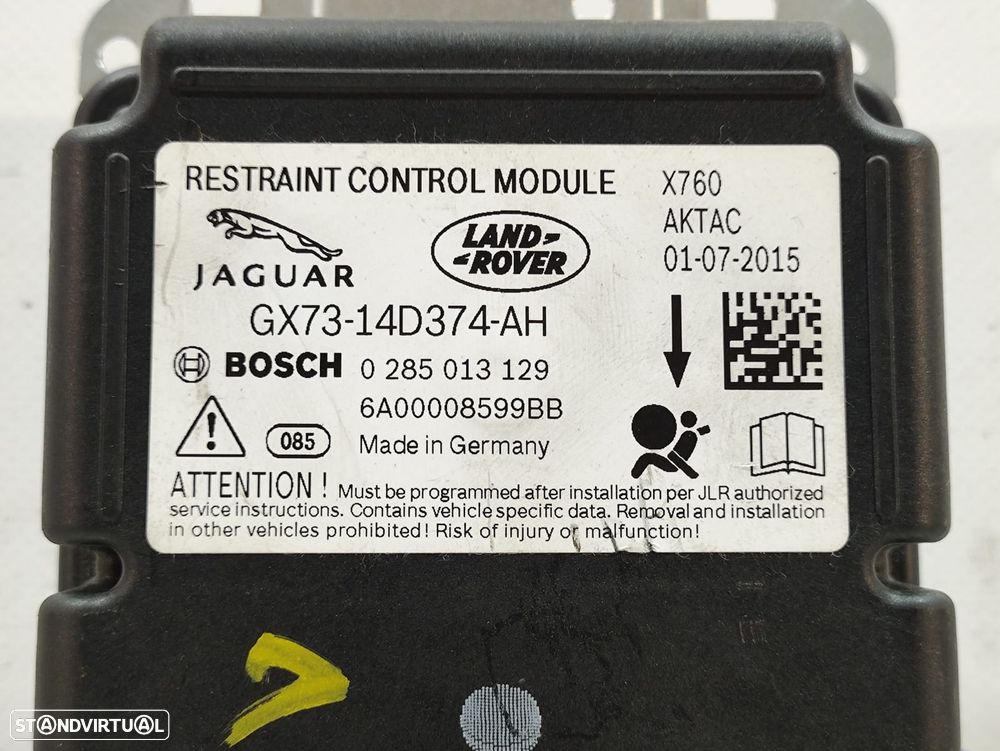 RESTRAINT CONTROL MODULE
X760
AKTAC
01-07-2015
JAGUAR
LAND-
-ROVER
GX73-14D374-AH
BOSCH 0 285 013 129
6A00008599BB
085
Made in Germany
ATTENTION ! Must be programmed after installation per JLR authorized
service instructions. Contains vehicle specific data. Removal and installation
in other vehicles prohibited! Risk of injury or malfunction!
STANDVIRTUAL